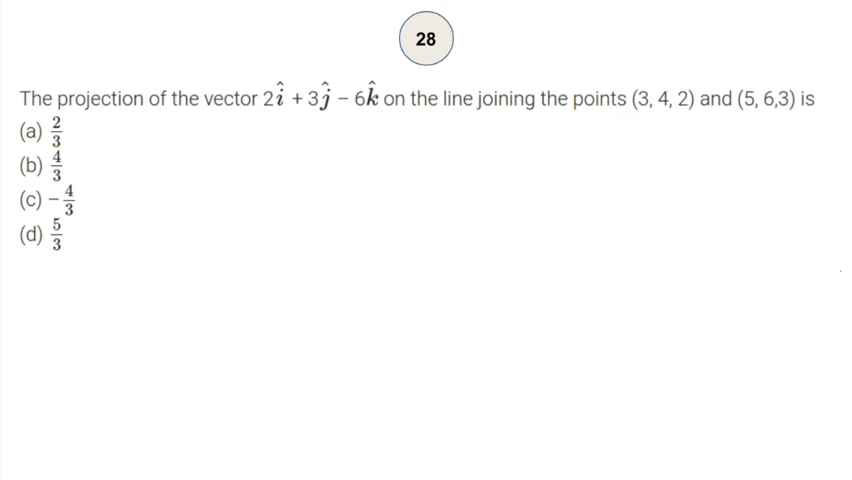 28
The projection of the vector 2î + 3ĵ − 6k̂ on the line joining the points (3, 4, 2) and (5, 6,3) is
(a) 2/3
(b) 4/3
(c) −4/3
(d) 5/3